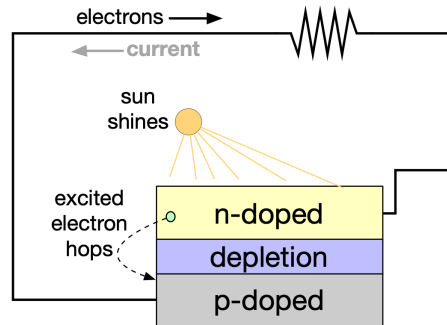 electrons
current
sun
shines
excited
electron
hops
n-doped
depletion
p-doped